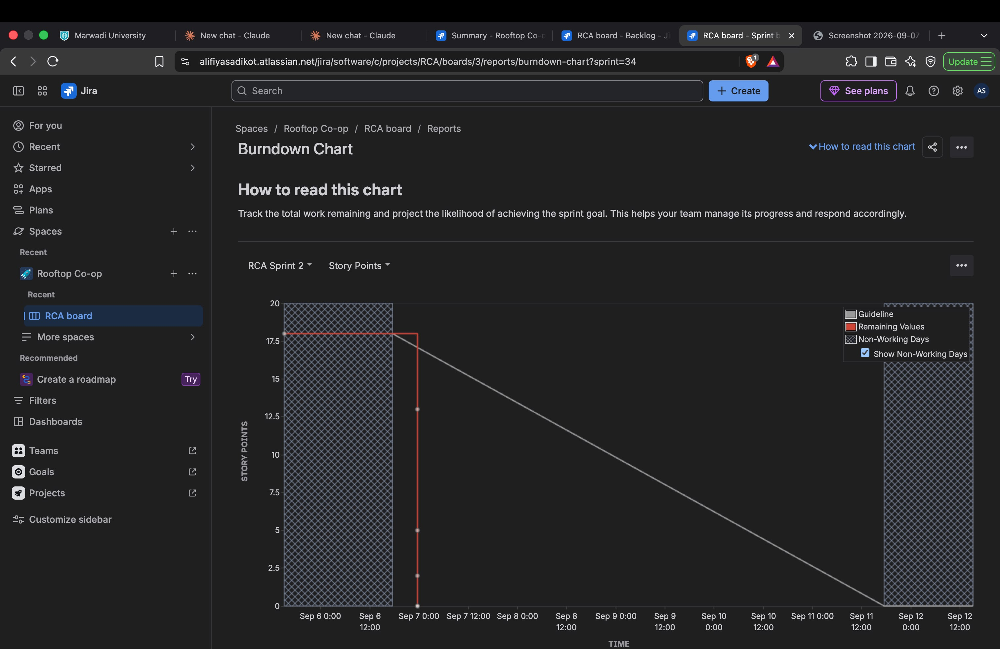 Marwadi University
New chat - Claude
New chat - Claude
Summary - Rooftop Co-o
RCA board - Backlog - Ji
RCA board - Sprint b
Screenshot 2026-09-07
alifiyasadikot.atlassian.net/jira/software/c/projects/RCA/boards/3/reports/burndown-chart?sprint=34
1
Update
Jira
Search
Create
See plans
AS
For you
Recent
Starred
Apps
Plans
Spaces
Recent
Rooftop Co-op
Recent
RCA board
More spaces
Recommended
Create a roadmap
Try
Filters
Dashboards
Teams
Goals
Projects
Customize sidebar
Spaces / Rooftop Co-op / RCA board / Reports
Burndown Chart
How to read this chart
How to read this chart
Track the total work remaining and project the likelihood of achieving the sprint goal. This helps your team manage its progress and respond accordingly.
RCA Sprint 2
Story Points
Guideline
Remaining Values
Non-Working Days
Show Non-Working Days
STORY POINTS
20
17.5
15
12.5
10
7.5
5
2.5
0
Sep 6 0:00
Sep 6 12:00
Sep 7 0:00
Sep 7 12:00
Sep 8 0:00
Sep 8 12:00
Sep 9 0:00
Sep 9 12:00
Sep 10 0:00
Sep 10 12:00
Sep 11 0:00
Sep 11 12:00
Sep 12 0:00
Sep 12 12:00
TIME